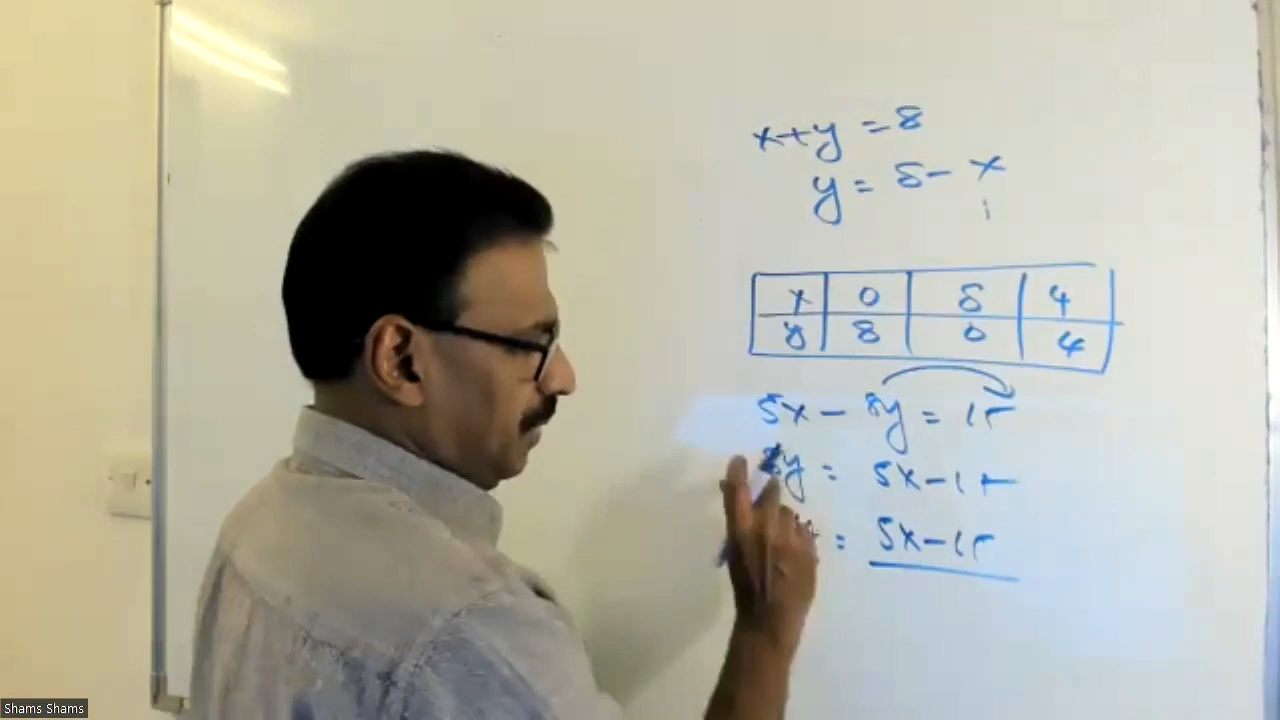 x+y = 8
y = 8 - x
x 0 8 4
y 8 0 4
5x - 3y = 15
3y = 5x - 15
= 5x - 15
Shams Shams